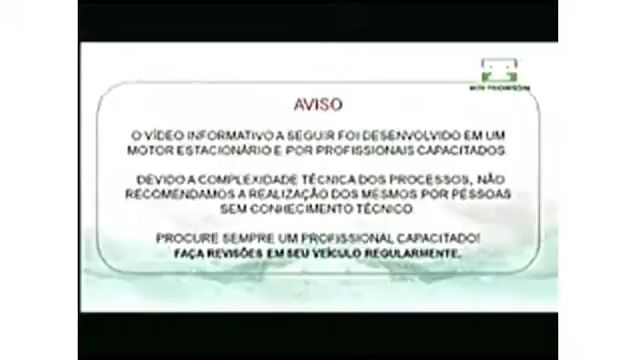 MTE-THOMSON
AVISO
O VÍDEO INFORMATIVO A SEGUIR FOI DESENVOLVIDO EM UM
MOTOR ESTACIONÁRIO E POR PROFISSIONAIS CAPACITADOS.
DEVIDO A COMPLEXIDADE TÉCNICA DOS PROCESSOS, NÃO
RECOMENDAMOS A REALIZAÇÃO DOS MESMOS POR PESSOAS
SEM CONHECIMENTO TÉCNICO
PROCURE SEMPRE UM PROFISSIONAL CAPACITADO!
FAÇA REVISÕES EM SEU VEÍCULO REGULARMENTE.